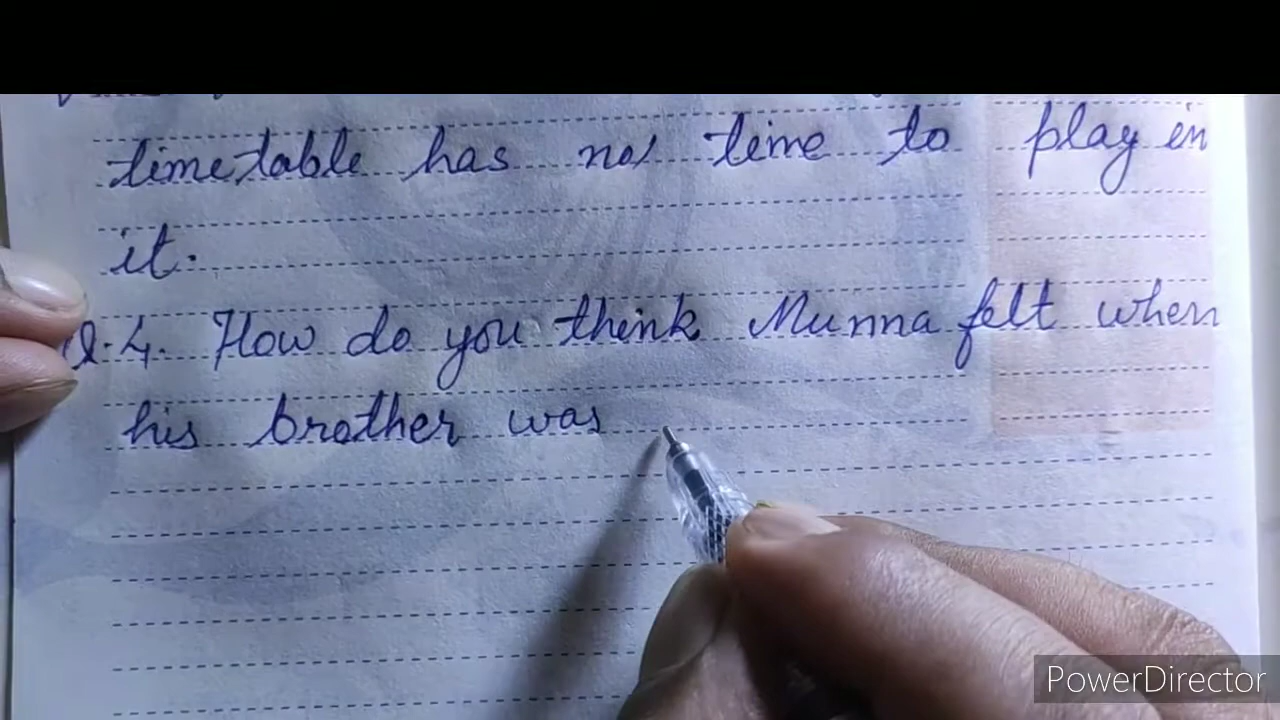 timetable has no time to play in
it.
Q.4. How do you think Munna felt when
his brother was
PowerDirector